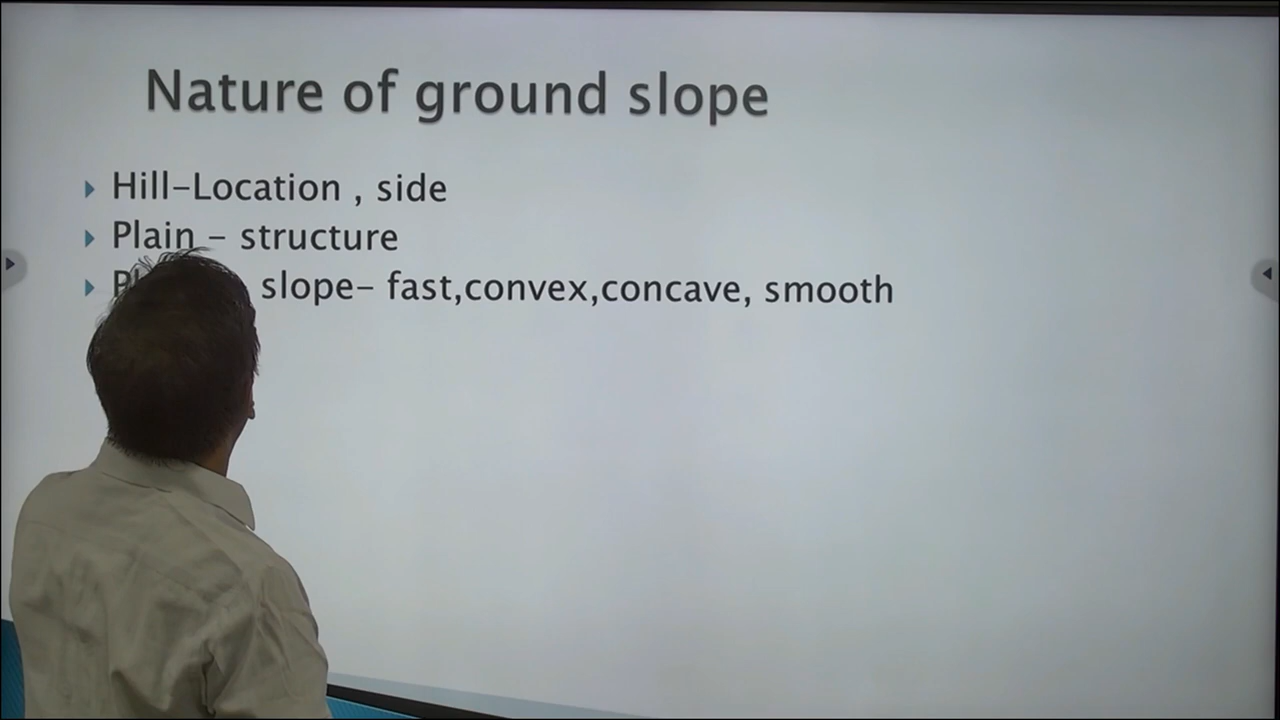 Nature of ground slope
Hill-Location , side
Plain - structure
slope- fast,convex,concave, smooth